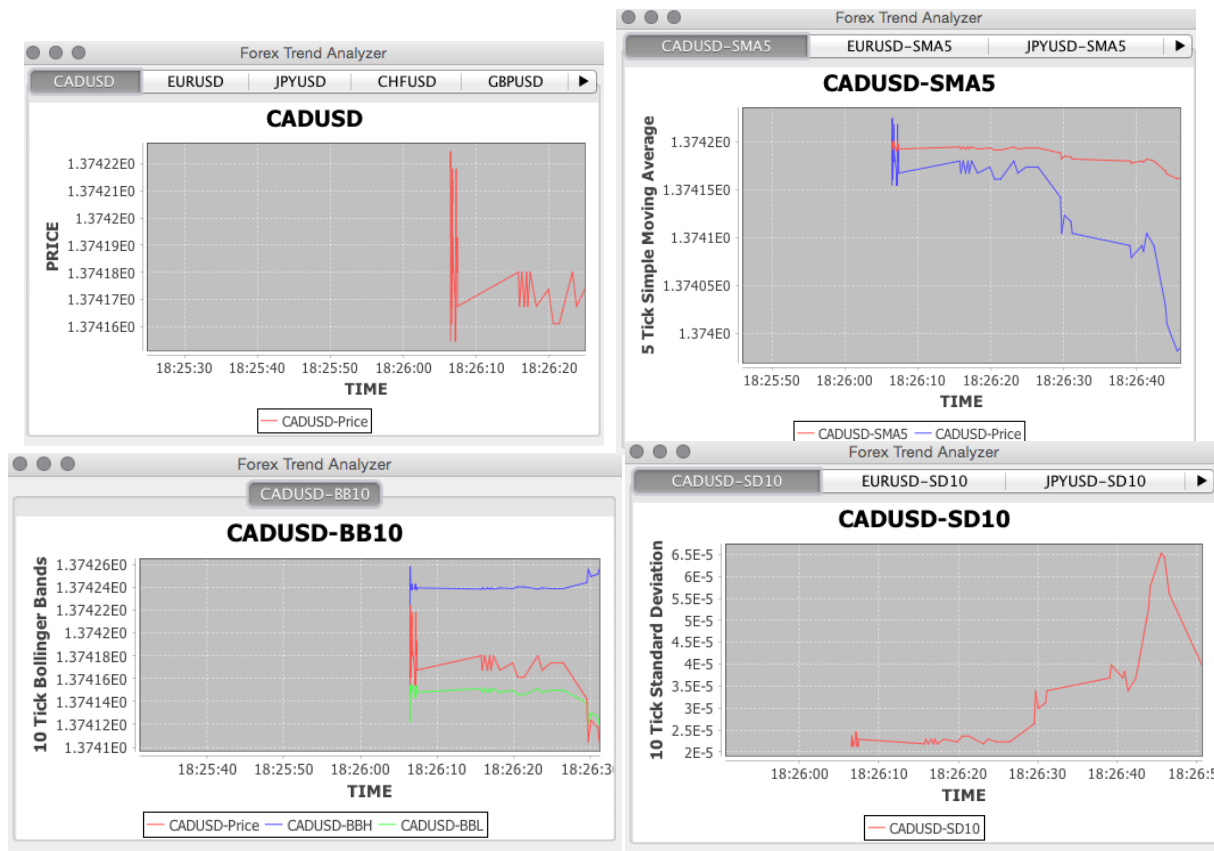 Forex Trend Analyzer
CADUSD EURUSD JPYUSD CHFUSD GBPUSD
CADUSD
PRICE
1.37422E0
1.37421E0
1.3742E0
1.37419E0
1.37418E0
1.37417E0
1.37416E0
18:25:30 18:25:40 18:25:50 18:26:00 18:26:10 18:26:20
TIME
CADUSD-Price
Forex Trend Analyzer
CADUSD-SMA5 EURUSD-SMA5 JPYUSD-SMA5
CADUSD-SMA5
5 Tick Simple Moving Average
1.3742E0
1.37415E0
1.3741E0
1.37405E0
1.374E0
18:25:50 18:26:00 18:26:10 18:26:20 18:26:30 18:26:40
TIME
CADUSD-SMA5 CADUSD-Price
Forex Trend Analyzer
CADUSD-BB10
CADUSD-BB10
10 Tick Bollinger Bands
1.37426E0
1.37424E0
1.37422E0
1.3742E0
1.37418E0
1.37416E0
1.37414E0
1.37412E0
1.3741E0
18:25:40 18:25:50 18:26:00 18:26:10 18:26:20 18:26:3
TIME
CADUSD-Price CADUSD-BBH CADUSD-BBL
Forex Trend Analyzer
CADUSD-SD10 EURUSD-SD10 JPYUSD-SD10
CADUSD-SD10
10 Tick Standard Deviation
6.5E-5
6E-5
5.5E-5
5E-5
4.5E-5
4E-5
3.5E-5
3E-5
2.5E-5
2E-5
18:26:00 18:26:10 18:26:20 18:26:30 18:26:40 18:26:5
TIME
CADUSD-SD10